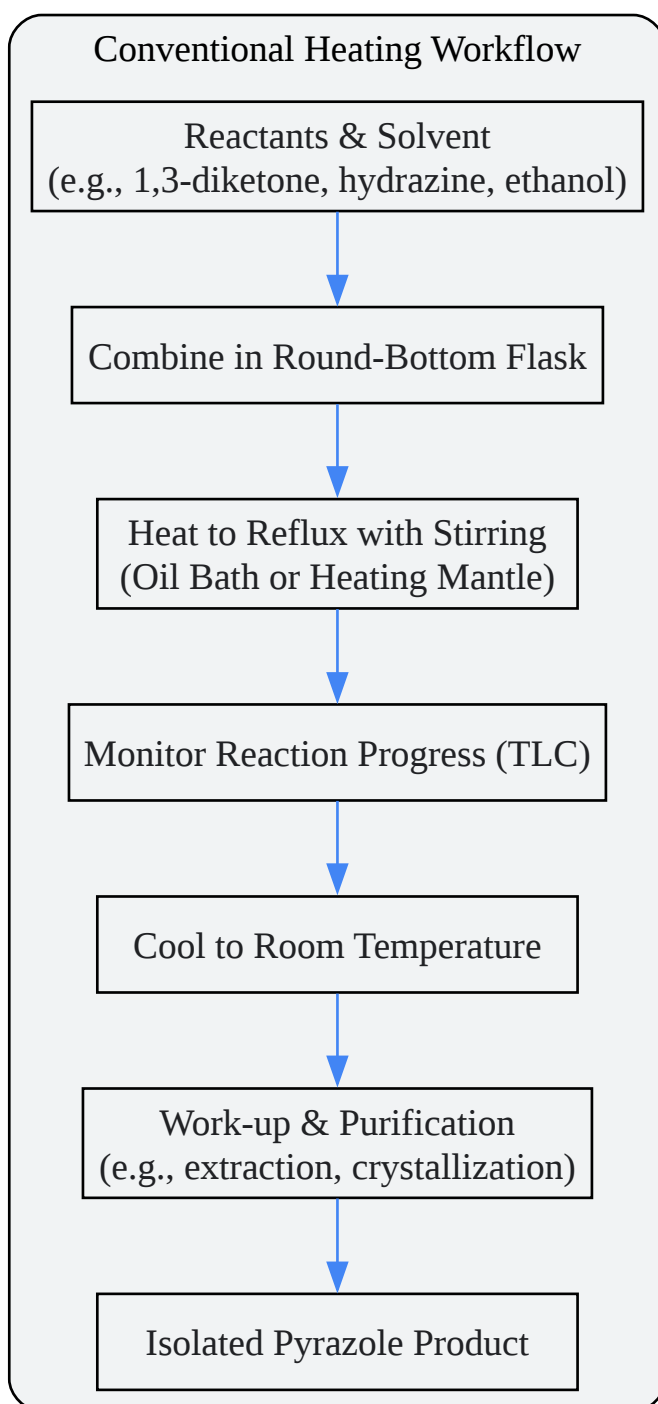 Conventional Heating Workflow
Reactants & Solvent
(e.g., 1,3-diketone, hydrazine, ethanol)
Combine in Round-Bottom Flask
Heat to Reflux with Stirring
(Oil Bath or Heating Mantle)
Monitor Reaction Progress (TLC)
Cool to Room Temperature
Work-up & Purification
(e.g., extraction, crystallization)
Isolated Pyrazole Product